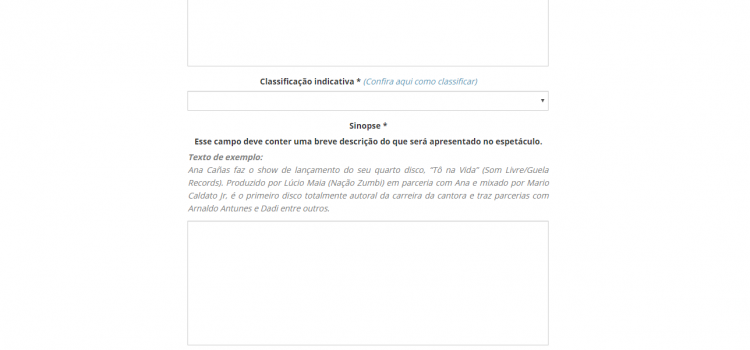 Classificação indicativa * (Confira aqui como classificar)
Sinopse *
Esse campo deve conter uma breve descrição do que será apresentado no espetáculo.
Texto de exemplo:
Ana Cañas faz o show de lançamento do seu quarto disco, “Tô na Vida” (Som Livre/Guela
Records). Produzido por Lúcio Maia (Nação Zumbi) em parceria com Ana e mixado por Mario
Caldato Jr, é o primeiro disco totalmente autoral da carreira da cantora e traz parcerias com
Arnaldo Antunes e Dadi entre outros.